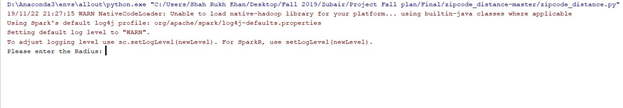 D:\Anaconda3\envs\allout\python.exe "C:/Users/Shah Rukh Khan/Desktop/Fall 2019/Zubair/Project Fall plan/Final/zipcode_distance-master/zipcode_distance.py"
19/11/22 21:27:15 WARN NativeCodeLoader: Unable to load native-hadoop library for your platform... using builtin-java classes where applicable
Using Spark's default log4j profile: org/apache/spark/log4j-defaults.properties
Setting default log level to "WARN".
To adjust logging level use sc.setLogLevel(newLevel). For SparkR, use setLogLevel(newLevel).
Please enter the Radius: